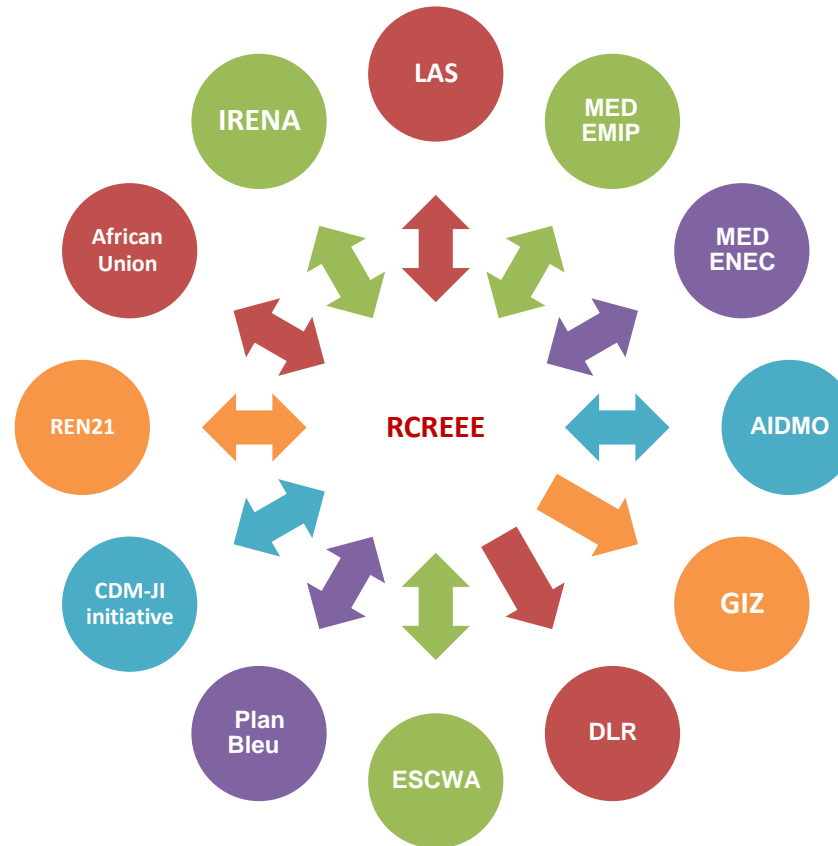 LAS
MED
EMIP
MED
ENEC
AIDMO
GIZ
DLR
ESCWA
Plan
Bleu
CDM-JI
initiative
REN21
African
Union
IRENA
RCREEE